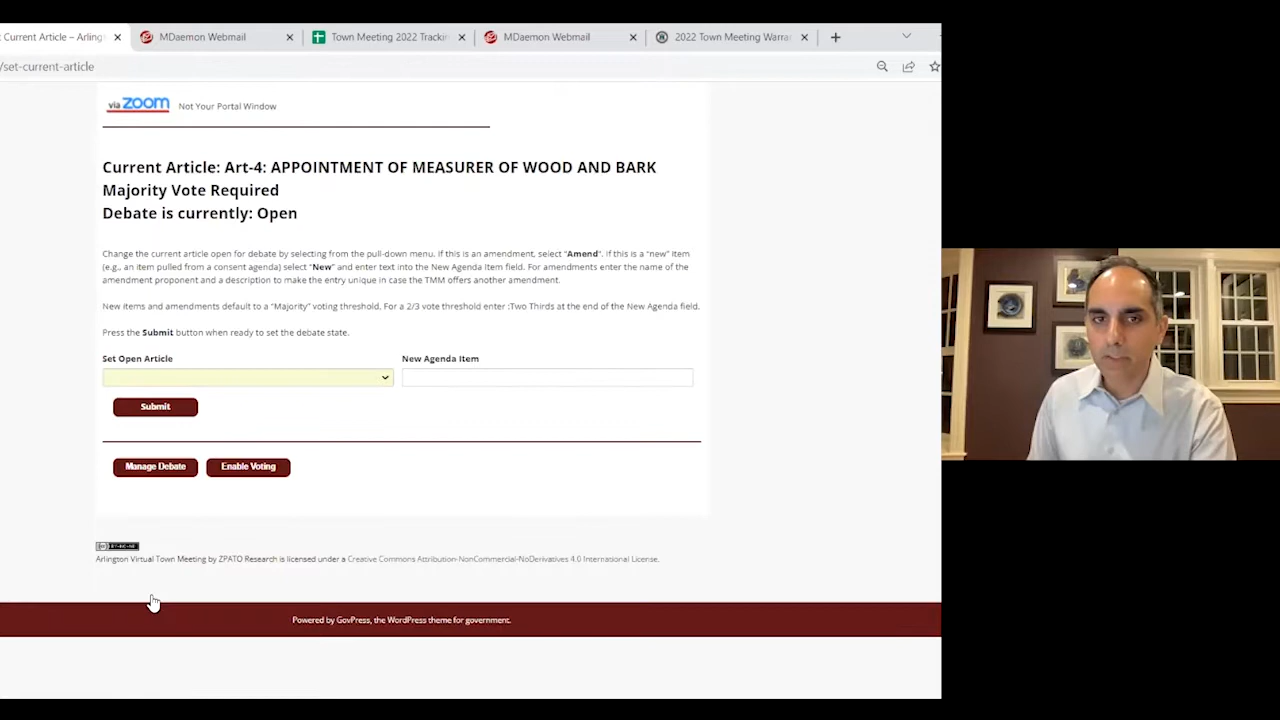 Current Article – Arling
MDaemon Webmail
Town Meeting 2022 Trackin
MDaemon Webmail
2022 Town Meeting Warra
/set-current-article
via zoom Not Your Portal Window
Current Article: Art-4: APPOINTMENT OF MEASURER OF WOOD AND BARK
Majority Vote Required
Debate is currently: Open
Change the current article open for debate by selecting from the pull-down menu. If this is an amendment, select "Amend". If this is a "new" item
(e.g., an item pulled from a consent agenda) select "New" and enter text into the New Agenda Item field. For amendments enter the name of the
amendment proponent and a description to make the entry unique in case the TMM offers another amendment.
New items and amendments default to a "Majority" voting threshold. For a 2/3 vote threshold enter :Two Thirds at the end of the New Agenda field.
Press the Submit button when ready to set the debate state.
Set Open Article New Agenda Item
Submit
Manage Debate Enable Voting
Arlington Virtual Town Meeting by ZPATO Research is licensed under a Creative Commons Attribution-NonCommercial-NoDerivatives 4.0 International License.
Powered by GovPress, the WordPress theme for government.